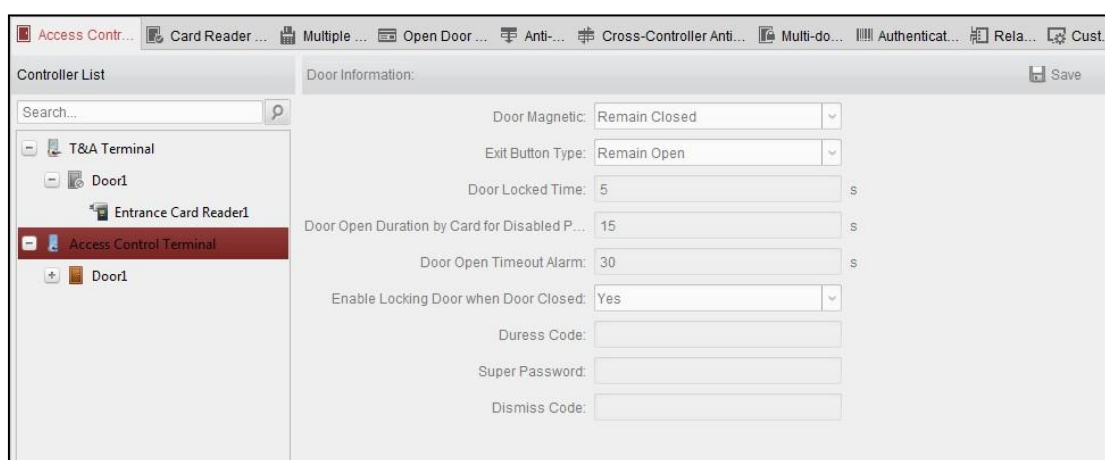 Access Contr... Card Reader ... Multiple ... Open Door ... Anti-... Cross-Controller Anti... Multi-do... Authenticat... Rela... Cust.
Controller List
Door Information:
Save
Search...
T&A Terminal
Door1
Entrance Card Reader1
Access Control Terminal
Door1
Door Magnetic: Remain Closed
Exit Button Type: Remain Open
Door Locked Time: 5 s
Door Open Duration by Card for Disabled P... 15 s
Door Open Timeout Alarm: 30 s
Enable Locking Door when Door Closed: Yes
Duress Code:
Super Password:
Dismiss Code: